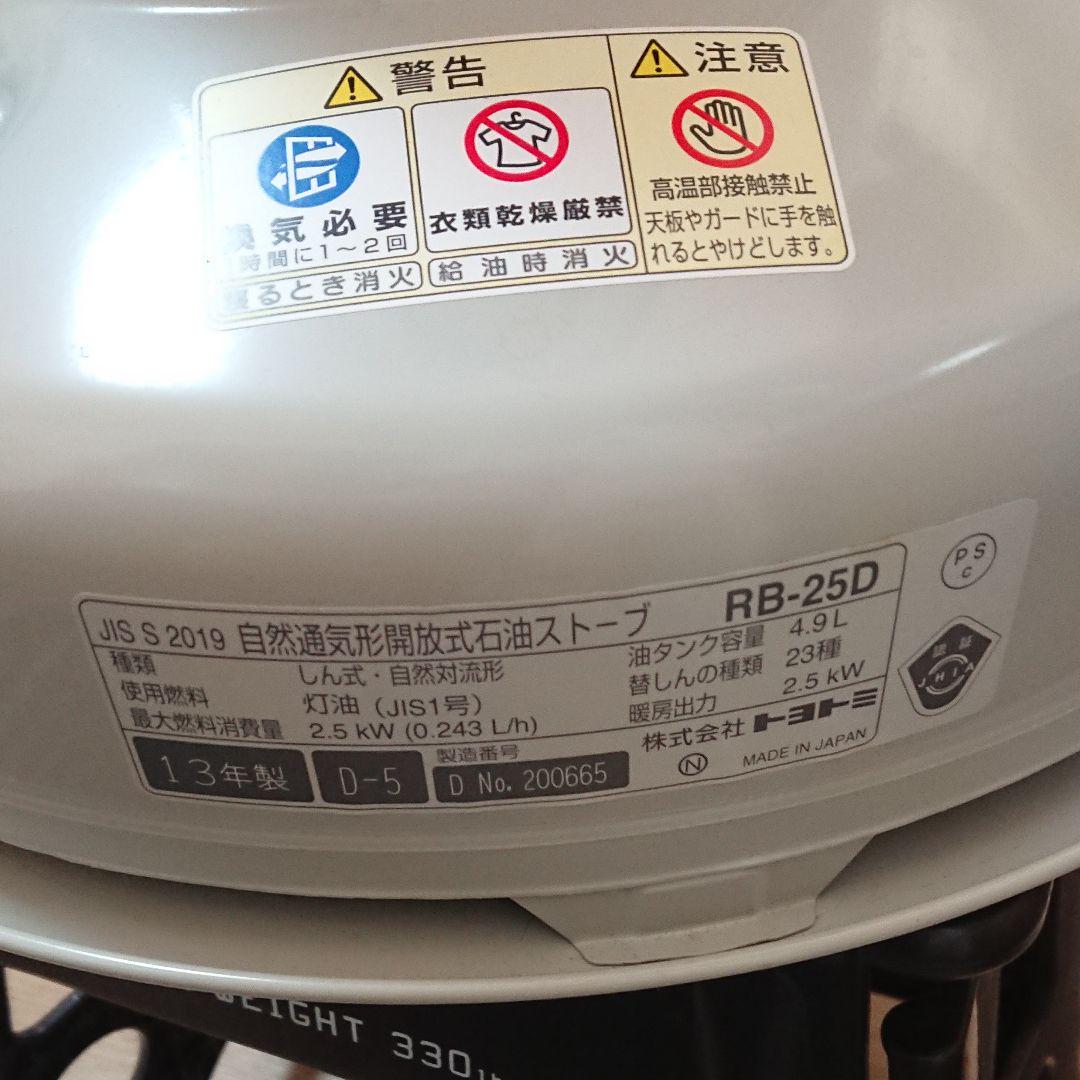 警告
換気必要
1時間に1～2回
寝るとき消火
衣類乾燥厳禁
給油時消火
注意
高温部接触禁止
天板やガードに手を触
れるとやけどします。
JIS S 2019 自然通気形開放式石油ストーブ RB-25D
種類 しん式・自然対流形
使用燃料 灯油（JIS1号）
最大燃料消費量 2.5 kW (0.243 L/h)
油タンク容量 4.9 L
替しんの種類 23種
暖房出力 2.5 kW
株式会社 トヨトミ
Ⓝ MADE IN JAPAN
13年製 D-5
製造番号
D No. 200665
PS
C
認証
JHIA
WEIGHT 330lb